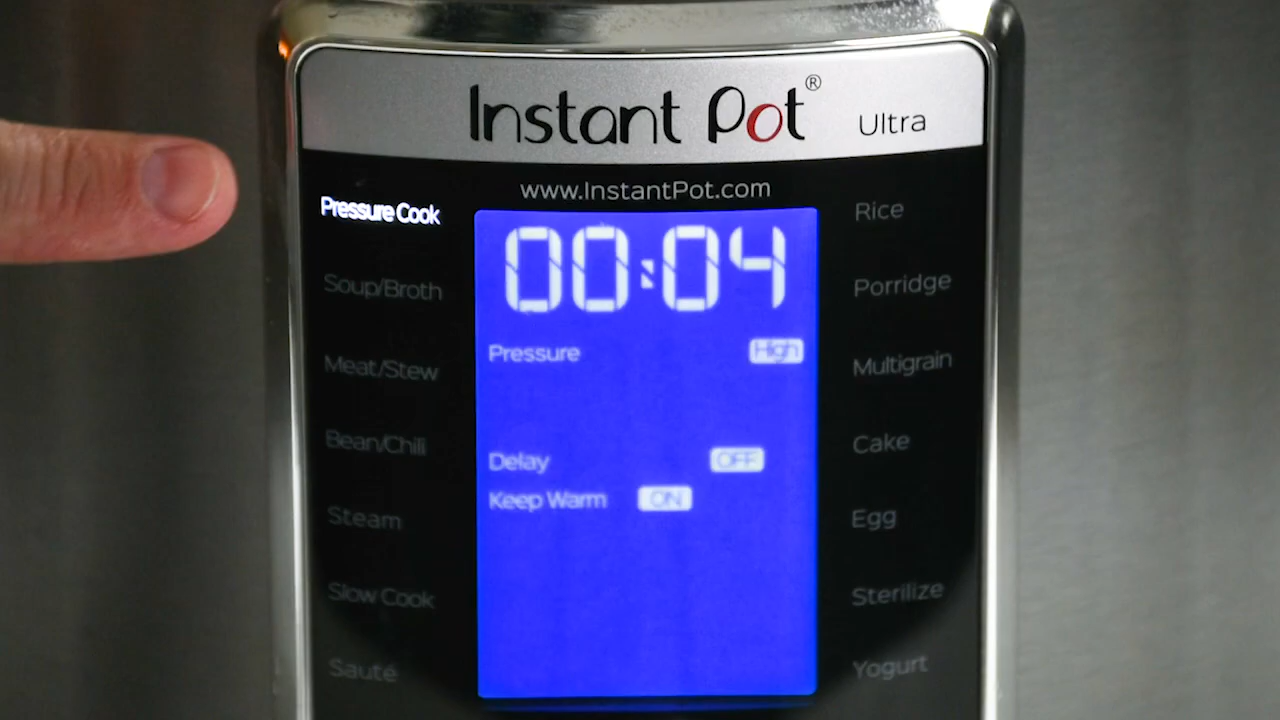 Instant Pot® Ultra
www.InstantPot.com
Pressure Cook
Soup/Broth
Meat/Stew
Bean/Chili
Steam
Slow Cook
Sauté
00:04
Pressure High
Delay OFF
Keep Warm ON
Rice
Porridge
Multigrain
Cake
Egg
Sterilize
Yogurt